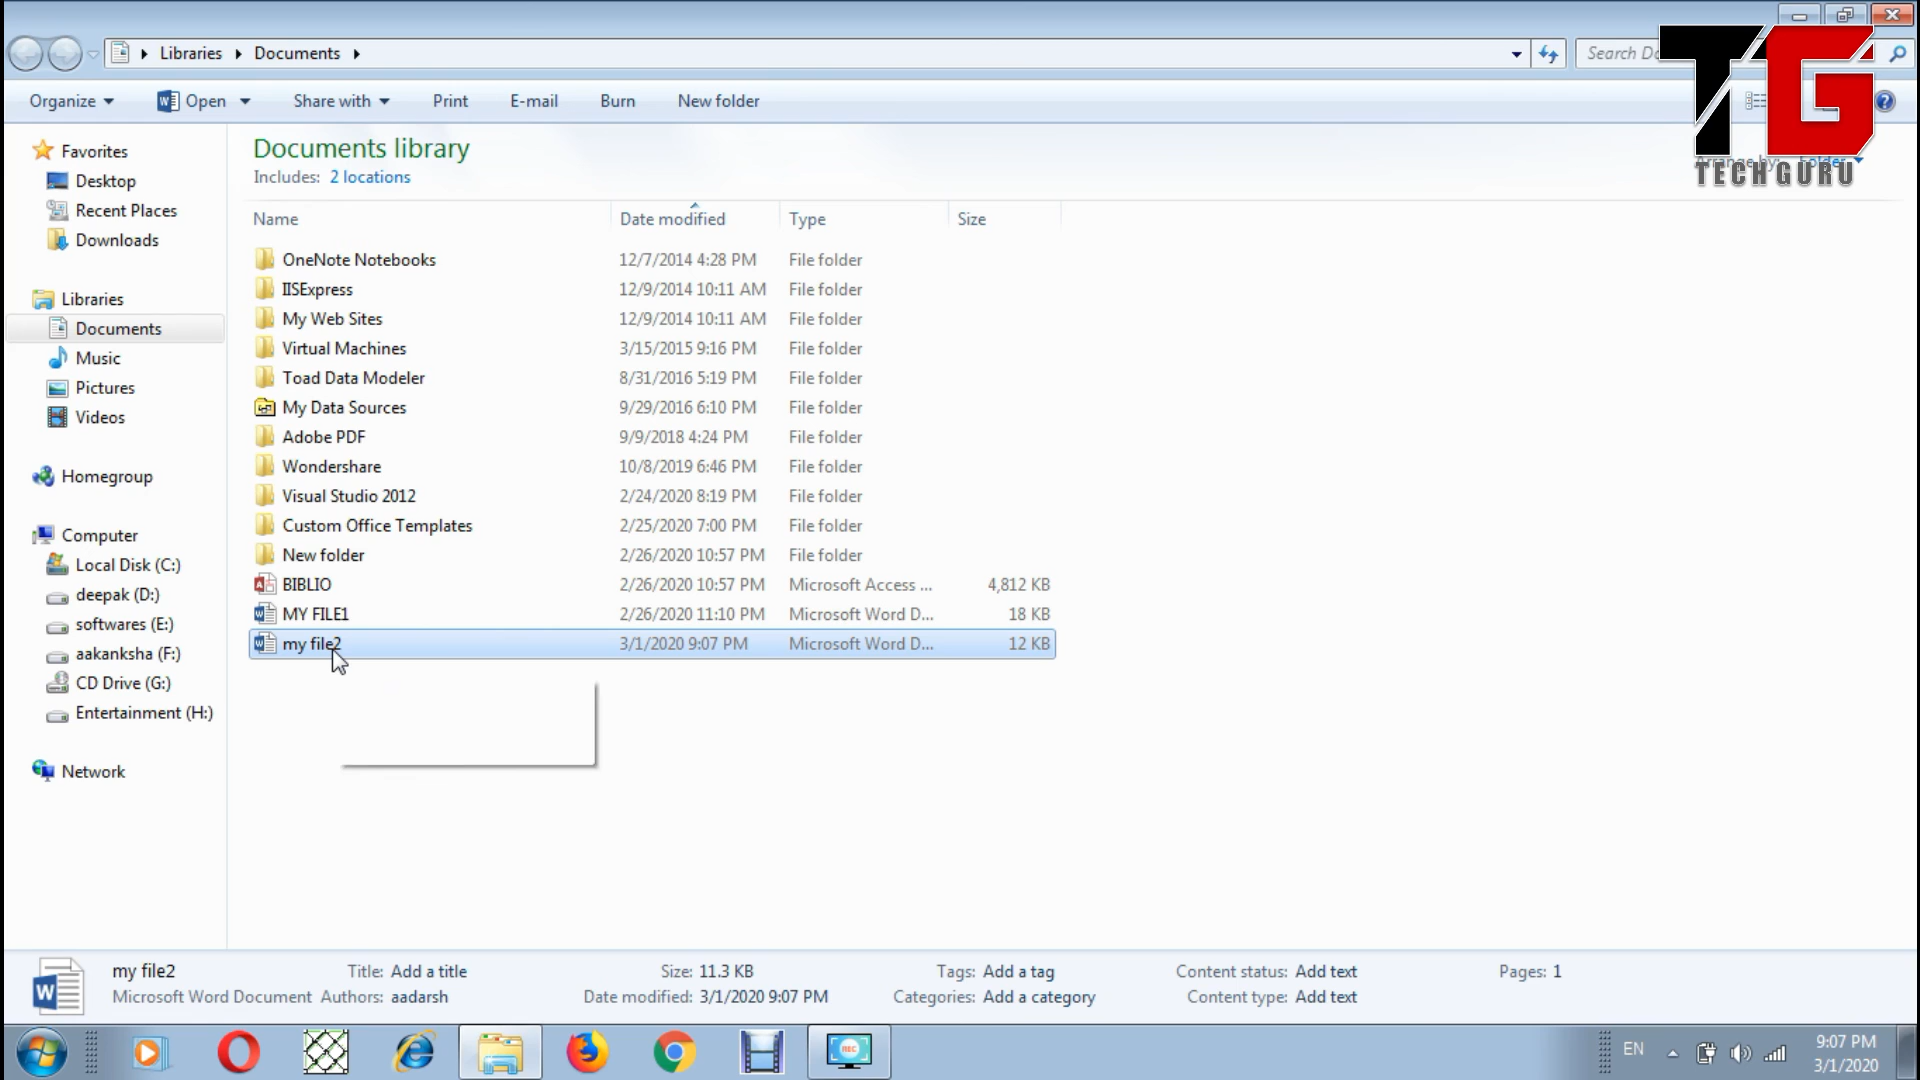 Libraries Documents
Search Do
Organize Open Share with Print E-mail Burn New folder
TG
TECH GURU
Favorites
Desktop
Recent Places
Downloads
Libraries
Documents
Music
Pictures
Videos
Homegroup
Computer
Local Disk (C:)
deepak (D:)
softwares (E:)
aakanksha (F:)
CD Drive (G:)
Entertainment (H:)
Network
Documents library
Includes: 2 locations
Arrange by: Folder
Name Date modified Type Size
OneNote Notebooks 12/7/2014 4:28 PM File folder
IISExpress 12/9/2014 10:11 AM File folder
My Web Sites 12/9/2014 10:11 AM File folder
Virtual Machines 3/15/2015 9:16 PM File folder
Toad Data Modeler 8/31/2016 5:19 PM File folder
My Data Sources 9/29/2016 6:10 PM File folder
Adobe PDF 9/9/2018 4:24 PM File folder
Wondershare 10/8/2019 6:46 PM File folder
Visual Studio 2012 2/24/2020 8:19 PM File folder
Custom Office Templates 2/25/2020 7:00 PM File folder
New folder 2/26/2020 10:57 PM File folder
BIBLIO 2/26/2020 10:57 PM Microsoft Access ... 4,812 KB
MY FILE1 2/26/2020 11:10 PM Microsoft Word D... 18 KB
my file2 3/1/2020 9:07 PM Microsoft Word D... 12 KB
my file2 Title: Add a title Size: 11.3 KB Tags: Add a tag Content status: Add text Pages: 1
Microsoft Word Document Authors: aadarsh Date modified: 3/1/2020 9:07 PM Categories: Add a category Content type: Add text
REC
EN
9:07 PM
3/1/2020